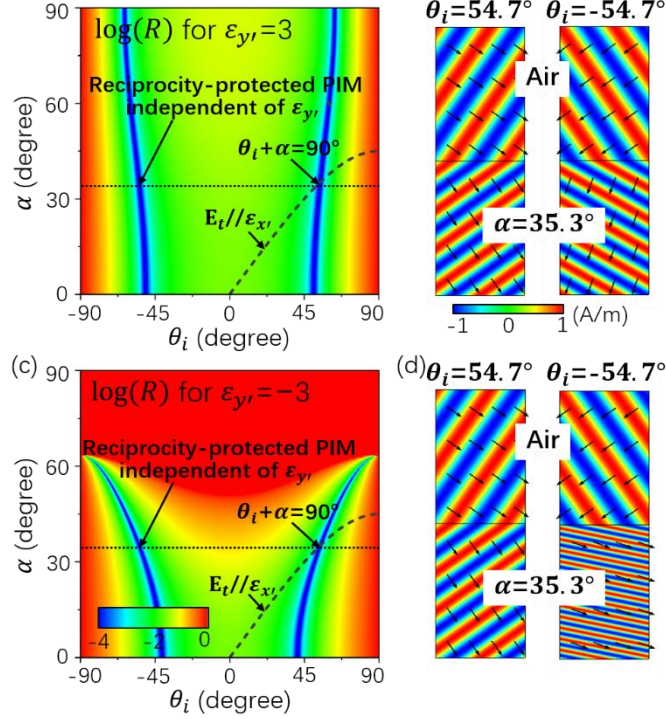 log(R) for εy′=3
Reciprocity-protected PIM
independent of εy′
θi+α=90°
Et//εx′
α (degree)
90
60
30
0
-90
-45
0
45
90
θi (degree)
θi=54.7°
θi=-54.7°
Air
α=35.3°
-1
0
1
(A/m)
(c)
log(R) for εy′=−3
Reciprocity-protected PIM
independent of εy′
θi+α=90°
Et//εx′
-4
-2
0
α (degree)
90
60
30
0
-90
-45
0
45
90
θi (degree)
(d)
θi=54.7°
θi=-54.7°
Air
α=35.3°